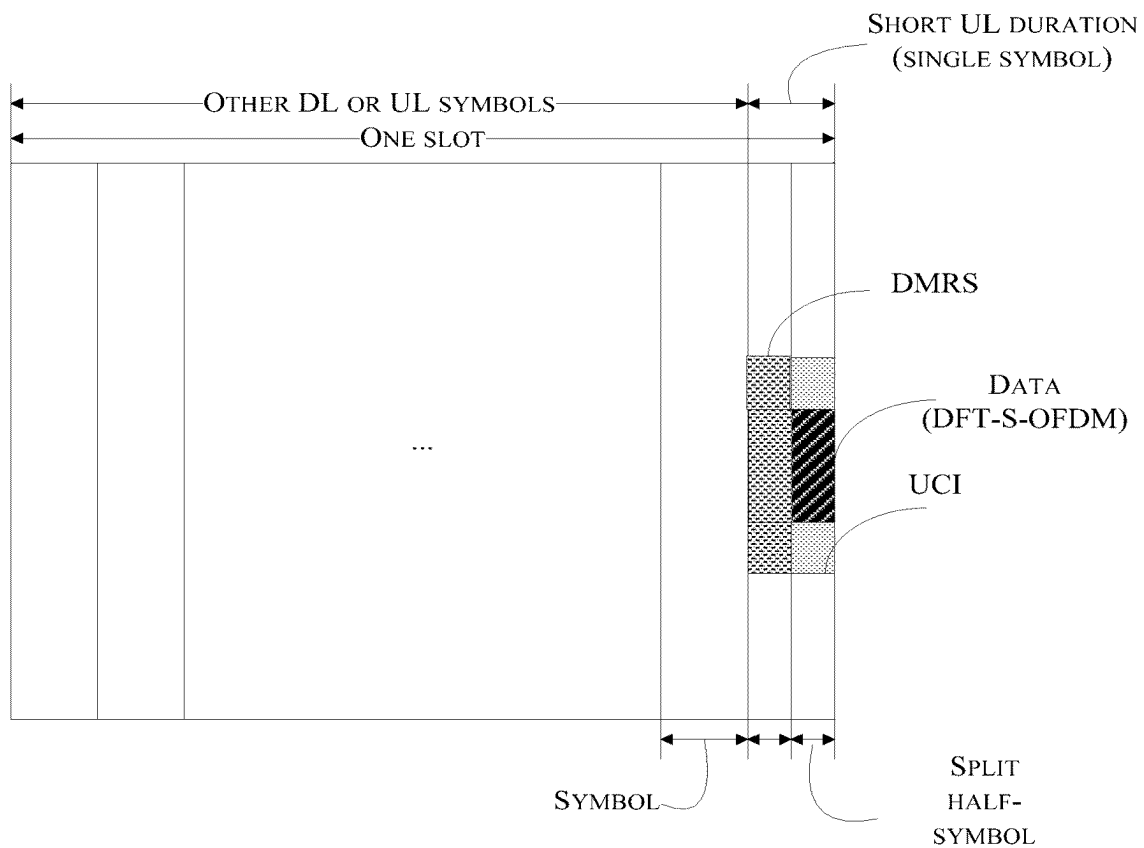 SHORT UL DURATION
(SINGLE SYMBOL)
OTHER DL OR UL SYMBOLS
ONE SLOT
DMRS
DATA
(DFT-S-OFDM)
UCI
...
SYMBOL
SPLIT
HALF-
SYMBOL